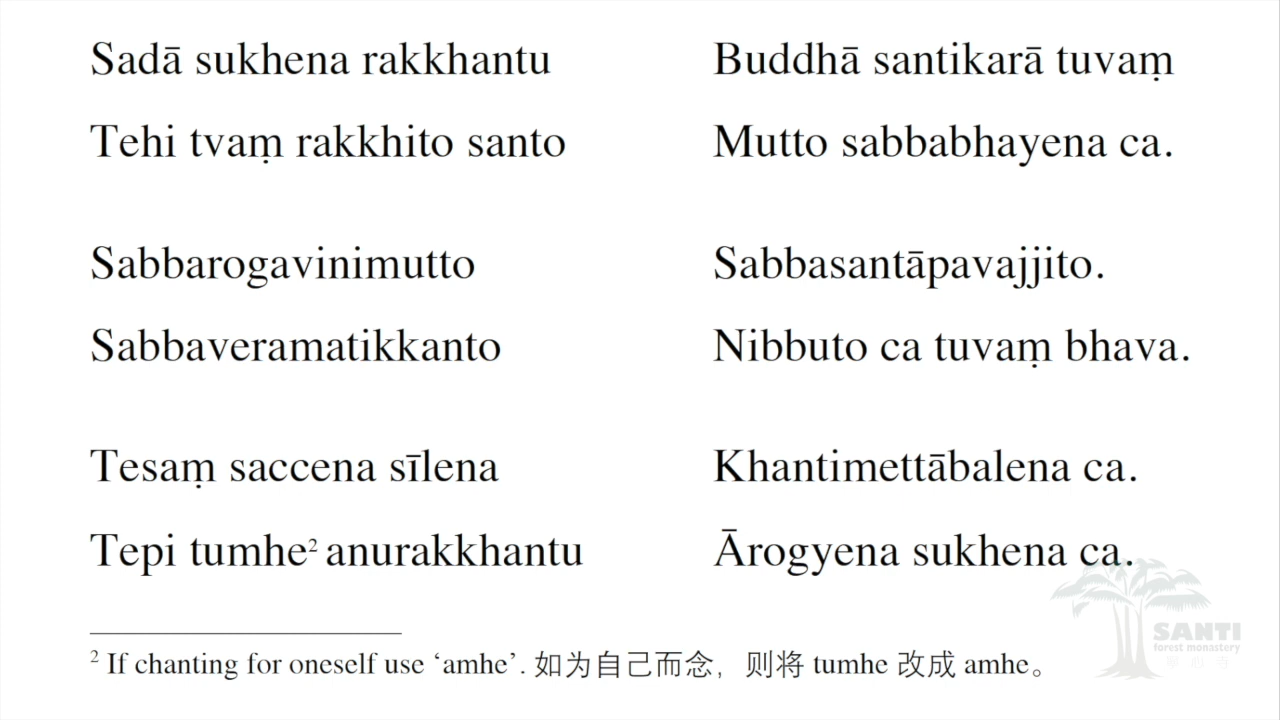 Sadā sukhena rakkhantu Buddhā santikarā tuvaṃ
Tehi tvaṃ rakkhito santo Mutto sabbabhayena ca.
Sabbarogavinimutto Sabbasantāpavajjito.
Sabbaveramatikkanto Nibbuto ca tuvaṃ bhava.
Tesaṃ saccena sīlena Khantimettābalena ca.
Tepi tumhe² anurakkhantu Ārogyena sukhena ca.
² If chanting for oneself use ‘amhe’. 如为自己而念，则将 tumhe 改成 amhe。
SANTI
forest monastery